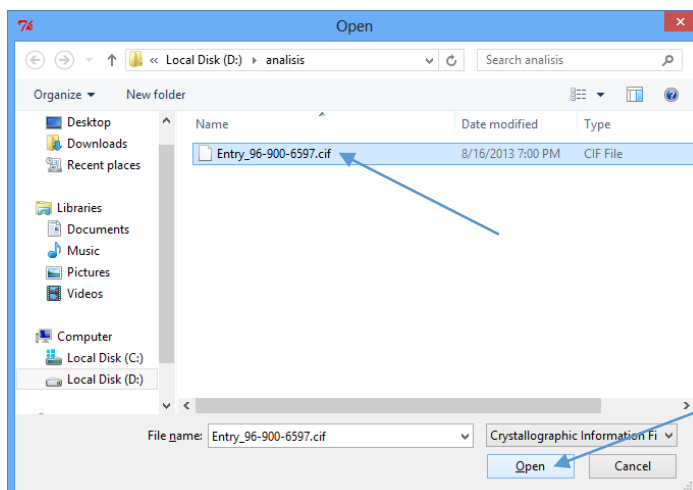 Open
« Local Disk (D:) analisis
Search analisis
Organize New folder
Desktop
Downloads
Recent places
Libraries
Documents
Music
Pictures
Videos
Computer
Local Disk (C:)
Local Disk (D:)
Name Date modified Type
Entry_96-900-6597.cif 8/16/2013 7:00 PM CIF File
File name: Entry_96-900-6597.cif
Crystallographic Information Fi
Open Cancel